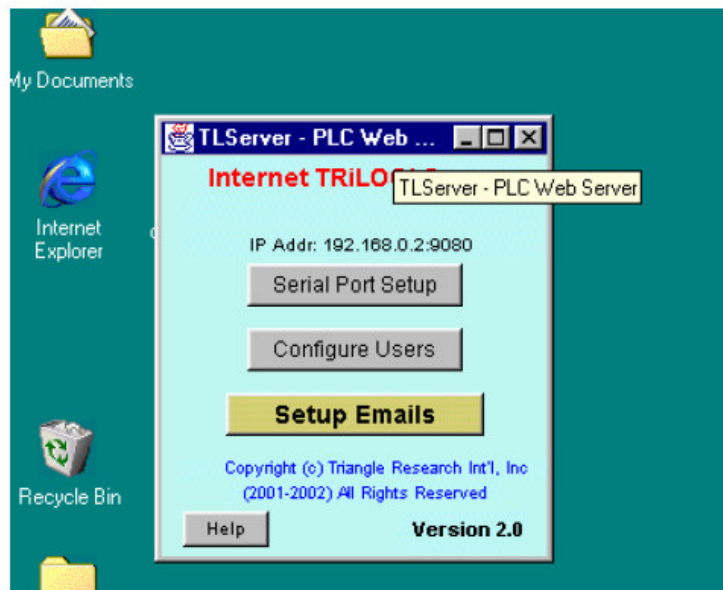 My Documents
TLServer - PLC Web ...
Internet TRiLO
TLServer - PLC Web Server
Internet
Explorer
IP Addr: 192.168.0.2:9080
Serial Port Setup
Configure Users
Setup Emails
Copyright (c) Triangle Research Int'l, Inc
(2001-2002) All Rights Reserved
Recycle Bin
Help
Version 2.0